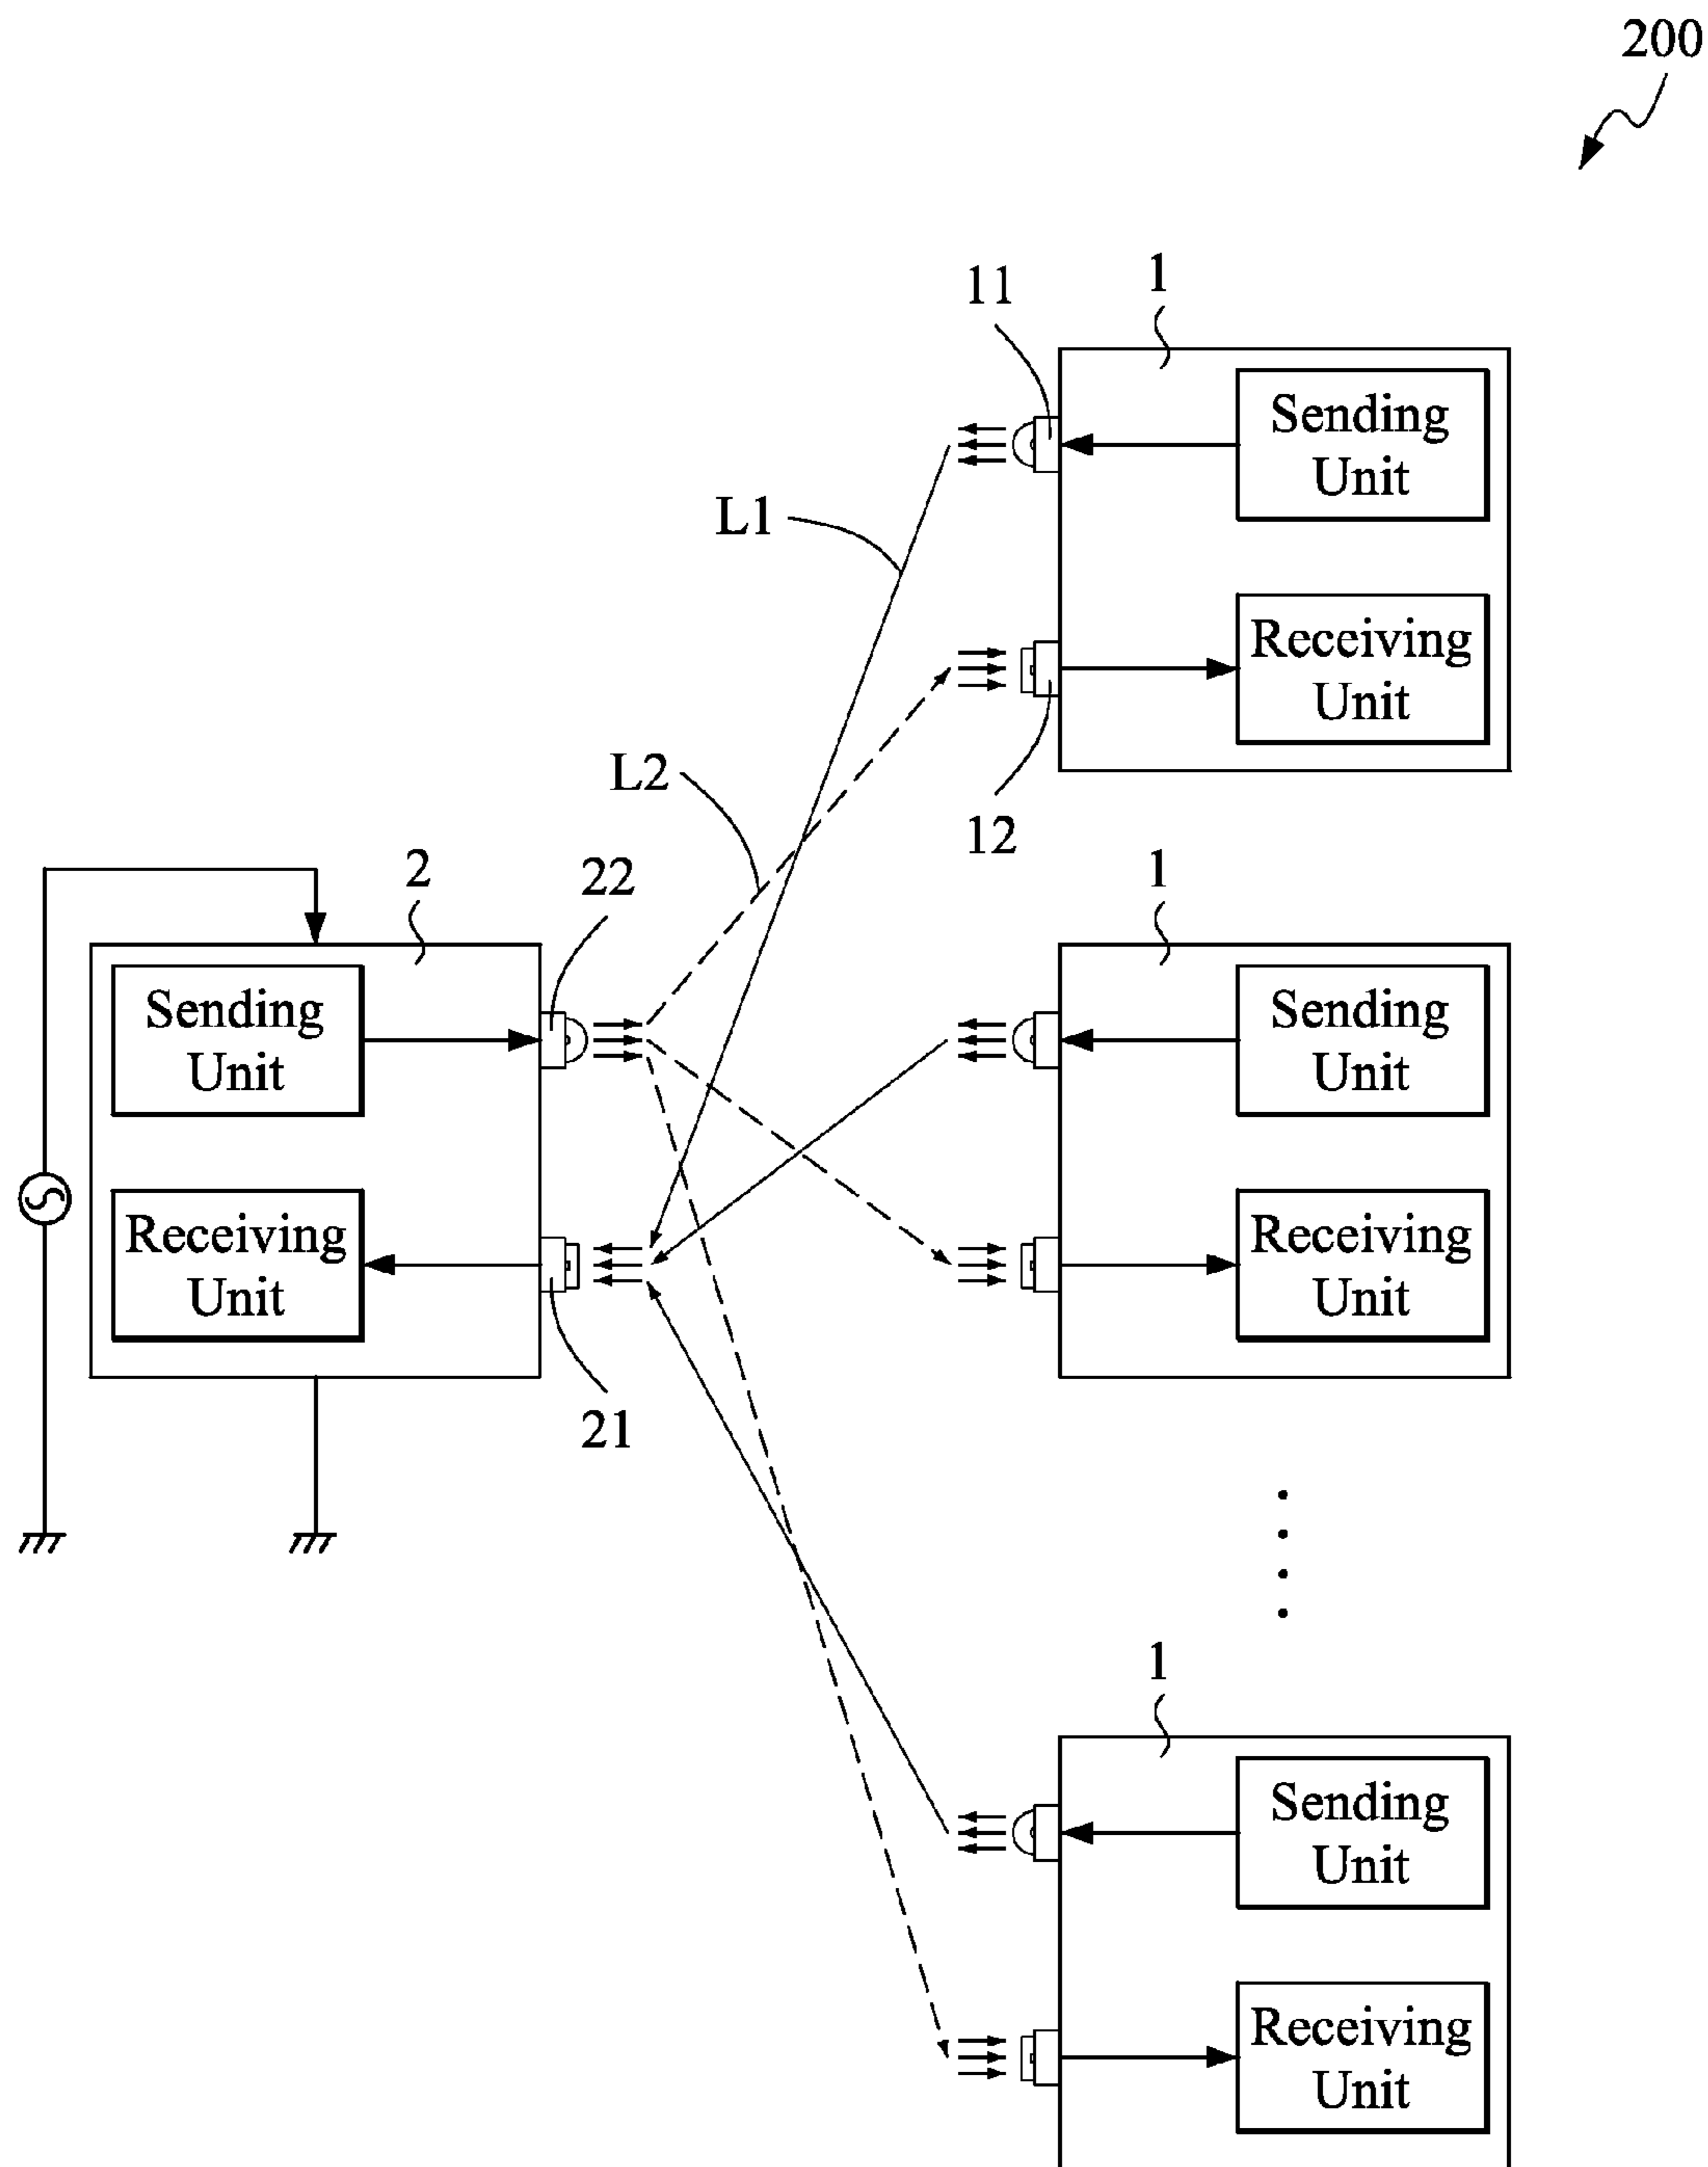 200
11
1
Sending
Unit
L1
Receiving
Unit
L2
12
2
22
1
Sending
Unit
Sending
Unit
Receiving
Unit
Receiving
Unit
21
1
Sending
Unit
Receiving
Unit